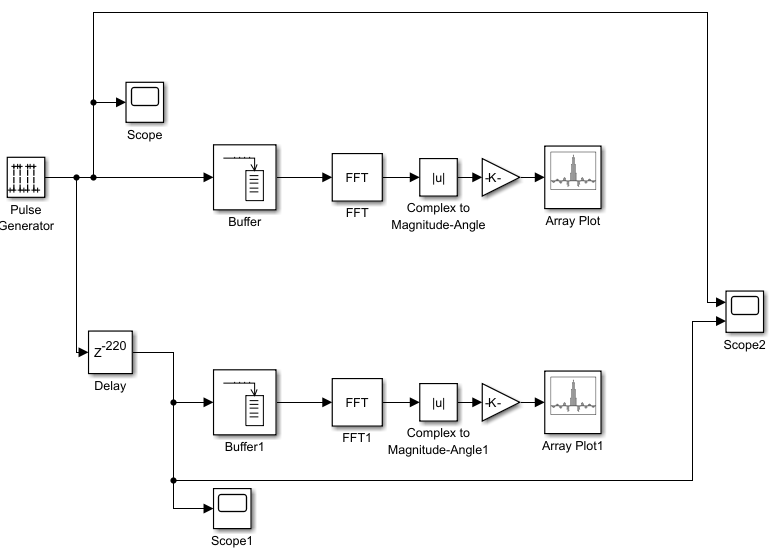 Scope
Pulse
Generator
Buffer
FFT
FFT
|u|
Complex to
Magnitude-Angle
-K-
Array Plot
Scope2
Z-220
Delay
Buffer1
FFT
FFT1
|u|
Complex to
Magnitude-Angle1
-K-
Array Plot1
Scope1